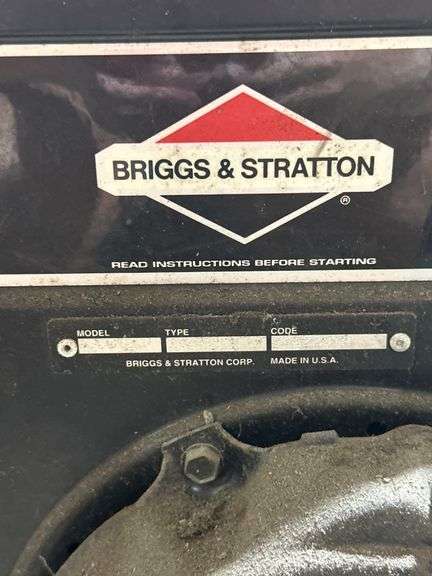 BRIGGS & STRATTON
®
READ INSTRUCTIONS BEFORE STARTING
MODEL TYPE CODE
BRIGGS & STRATTON CORP. MADE IN U.S.A.